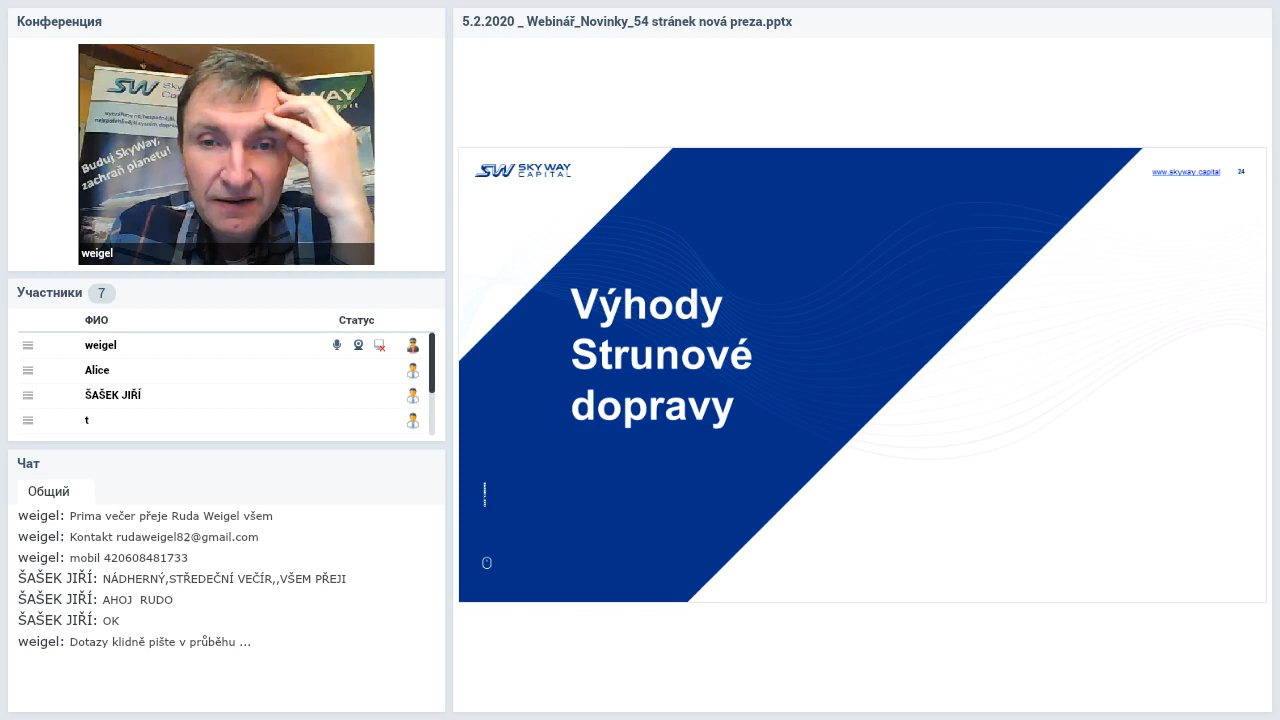 Конференция
SW Sky
Buduj SkyWay,
zachraň planetu!
weigel
Участники 7
ФИО Статус
weigel
Alice
ŠAŠEK JIŘÍ
t
Чат
Общий
weigel: Prima večer přeje Ruda Weigel všem
weigel: Kontakt rudaweigel82@gmail.com
weigel: mobil 420608481733
ŠAŠEK JIŘÍ: NÁDHERNÝ,STŘEDEČNÍ VEČÍR,,VŠEM PŘEJI
ŠAŠEK JIŘÍ: AHOJ RUDO
ŠAŠEK JIŘÍ: OK
weigel: Dotazy klidně pište v průběhu ...
5.2.2020 _ Webinář_Novinky_54 stránek nová preza.pptx
SW SKY WAY
CAPITAL
www.skyway.capital 24
Výhody
Strunové
dopravy